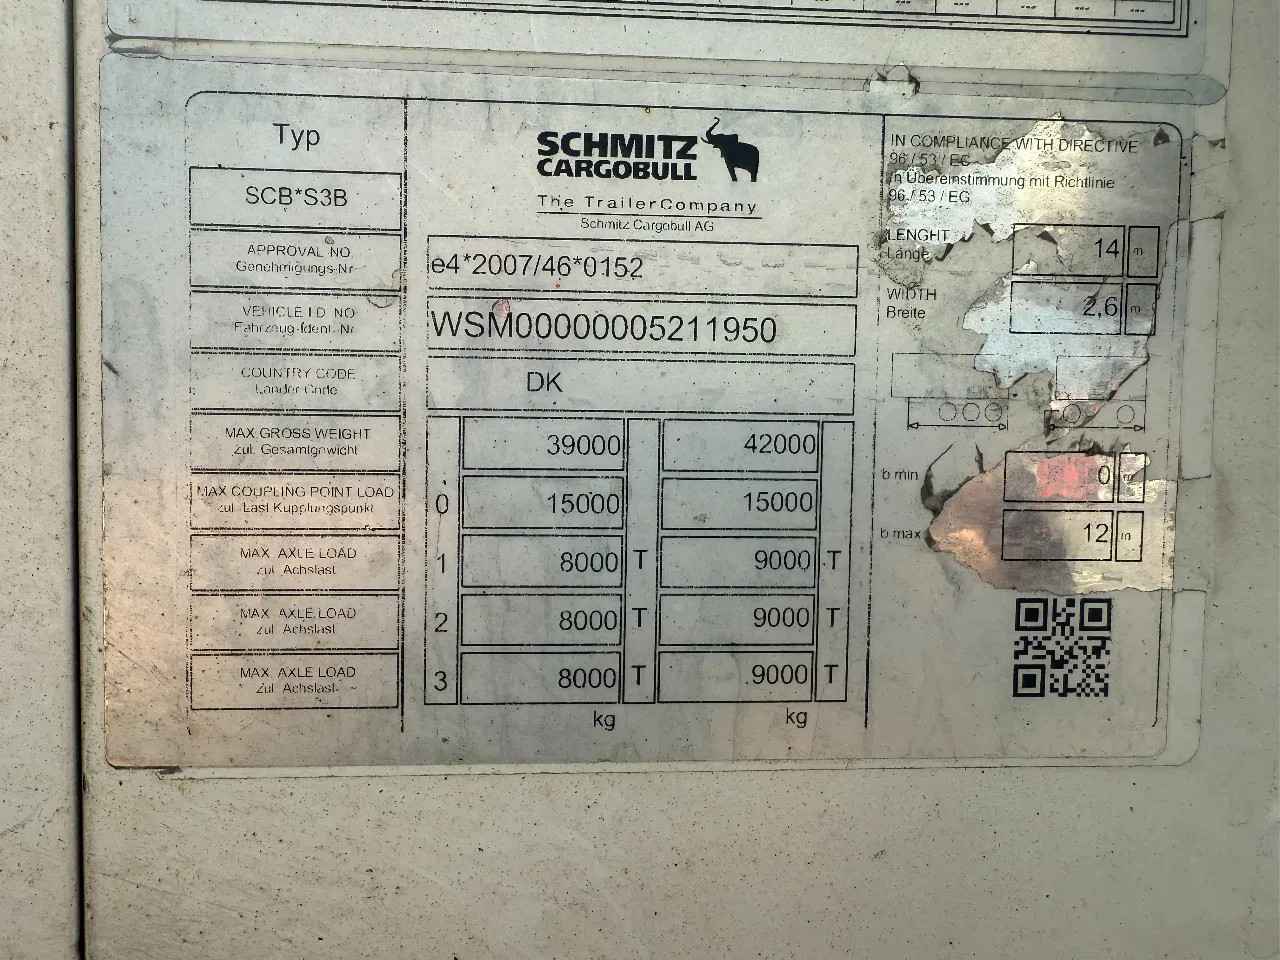 Typ
SCB*S3B
SCHMITZ
CARGOBULL
The TrailerCompany
Schmitz Cargobull AG
IN COMPLIANCE WITH DIRECTIVE
96 / 53 / EG
In Übereinstimmung mit Richtlinie
96 / 53 / EG
APPROVAL NO
Genehmigungs-Nr
e4*2007/46*0152
LENGHT
Länge
14 m
VEHICLE I.D. NO
Fahrzeug-Ident.-Nr.
WSM00000005211950
WIDTH
Breite
2,6 m
COUNTRY CODE
Länder Code
DK
MAX GROSS WEIGHT
zul. Gesamtgewicht
39000 42000
MAX COUPLING POINT LOAD
zul. Last Kupplungspunkt
0 15000 15000
b min 0 m
MAX. AXLE LOAD
zul. Achslast
1 8000 T 9000 T
b max 12 m
MAX. AXLE LOAD
zul. Achslast
2 8000 T 9000 T
MAX. AXLE LOAD
zul. Achslast
3 8000 T 9000 T
kg kg